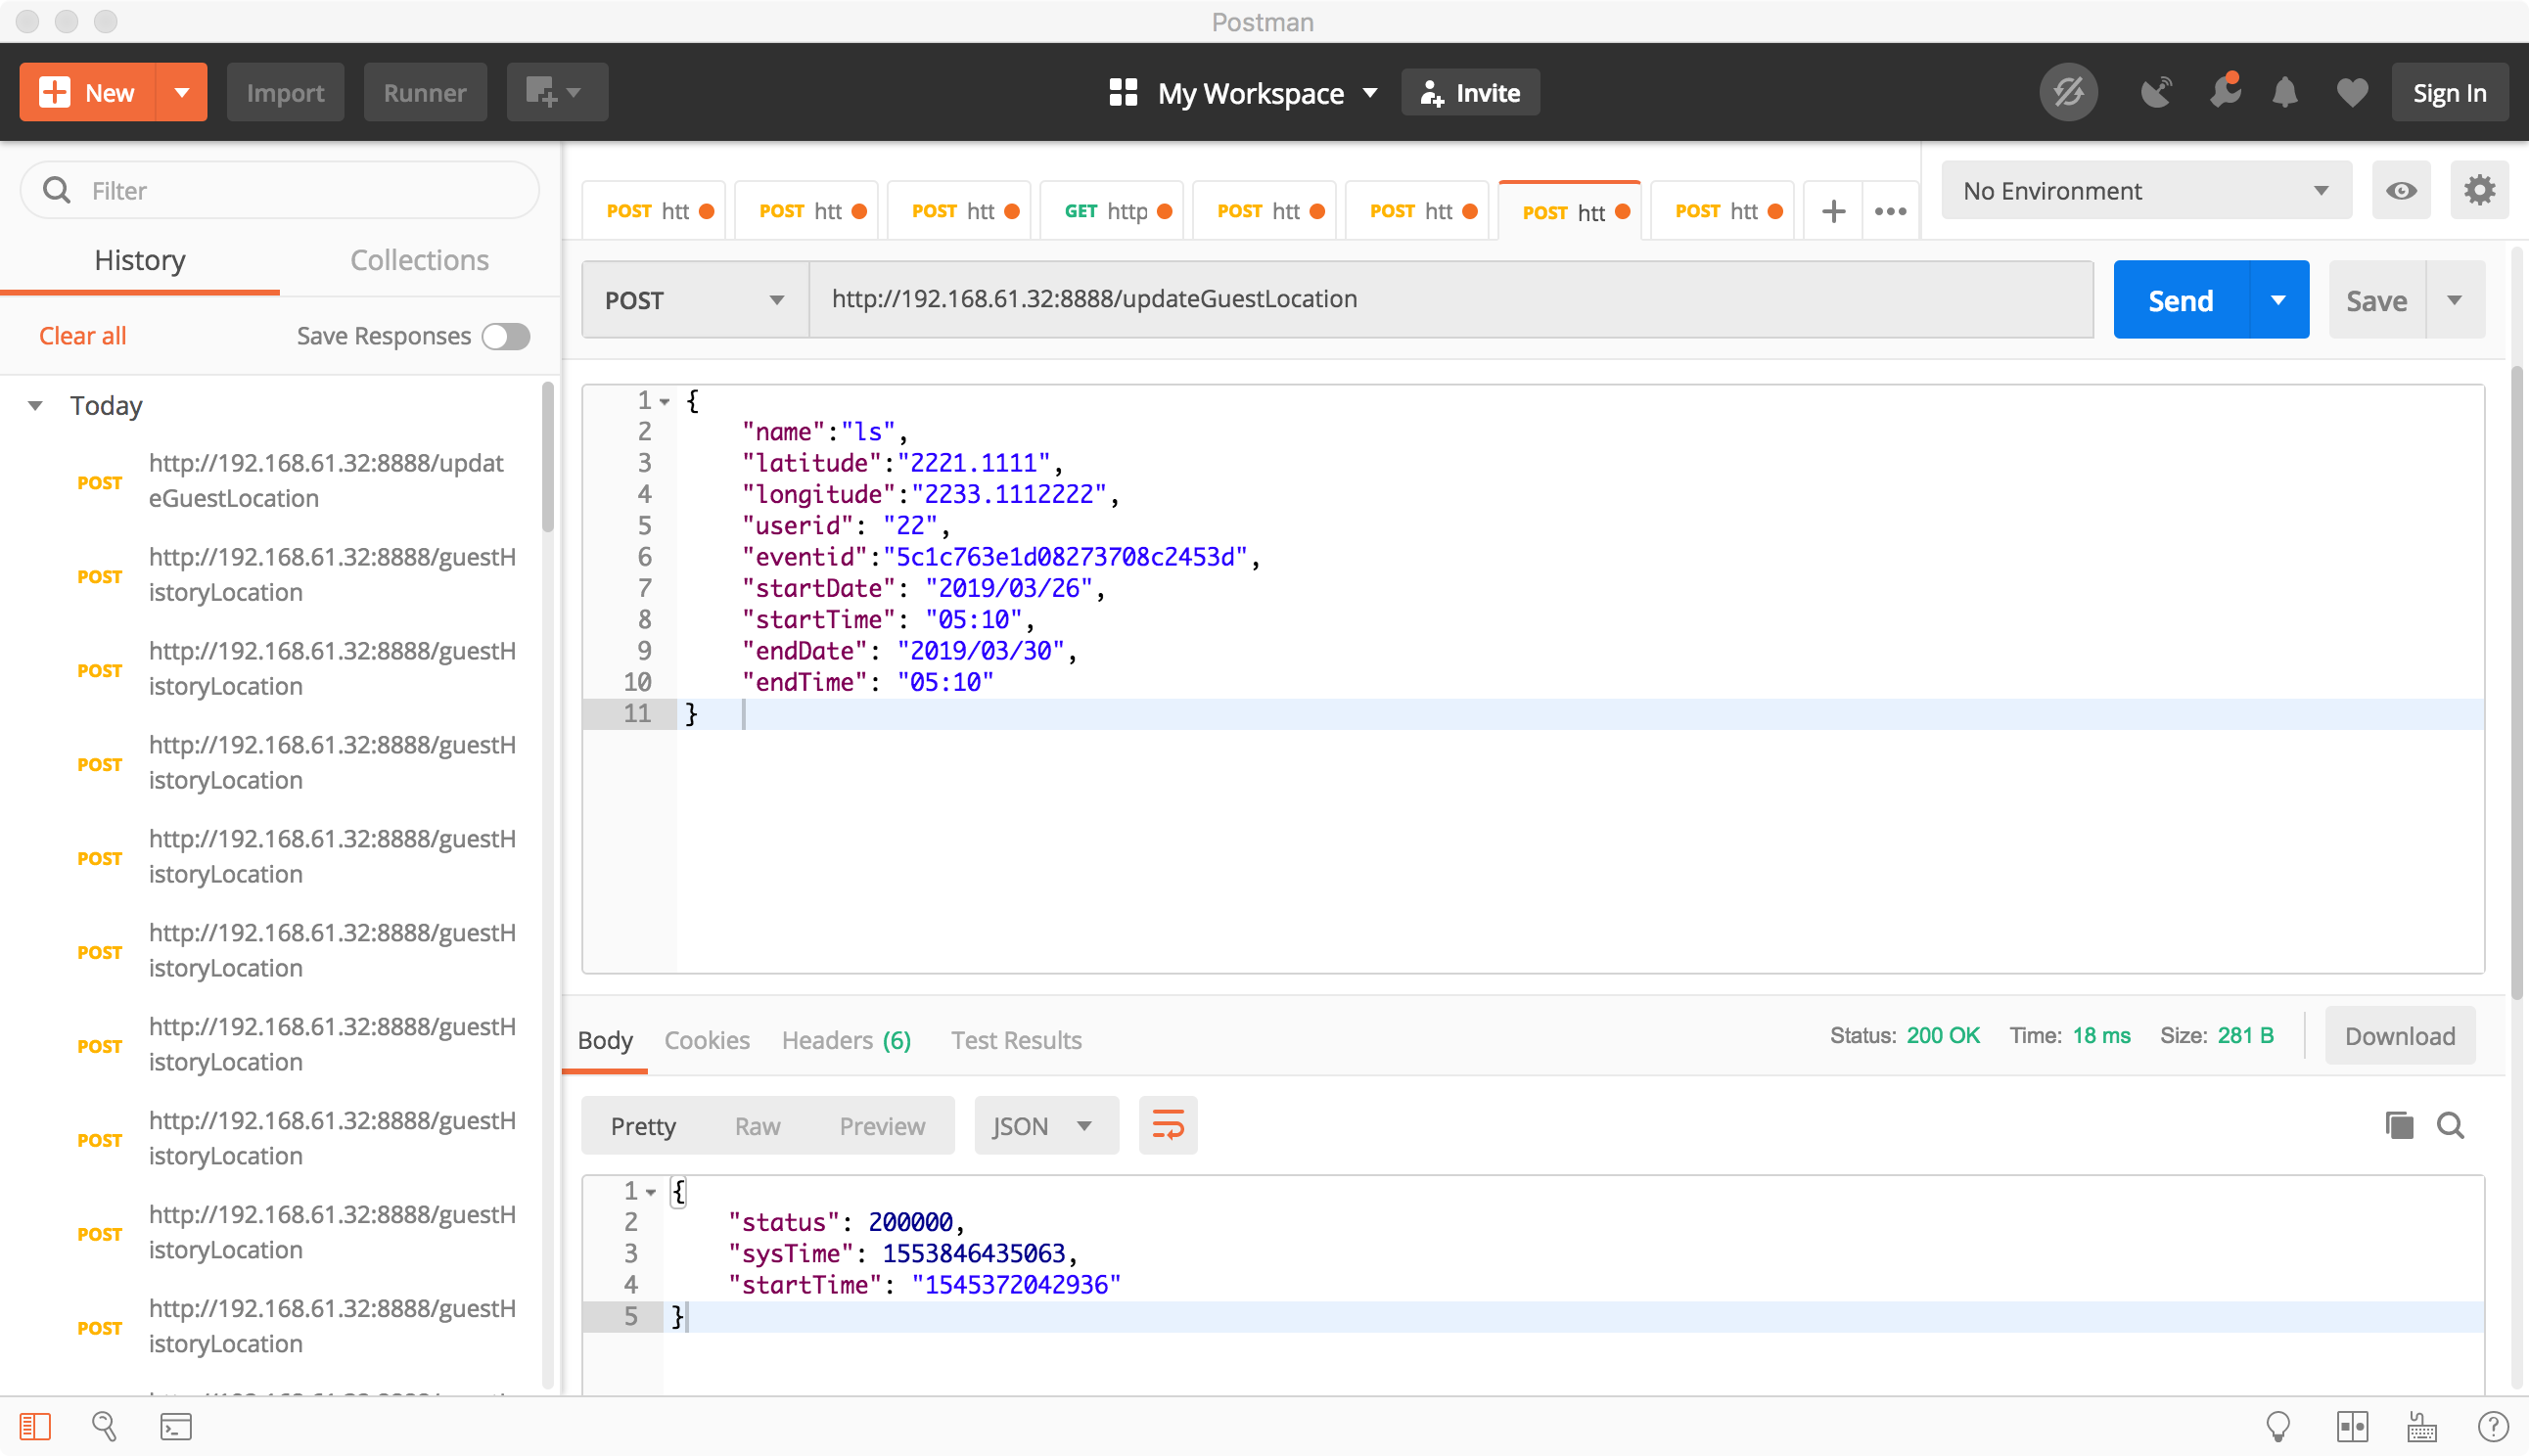 Postman
New
Import
Runner
My Workspace
Invite
Sign In
Filter
History
Collections
Clear all
Save Responses
Today
POST
http://192.168.61.32:8888/updat
eGuestLocation
POST
http://192.168.61.32:8888/guestH
istoryLocation
POST
http://192.168.61.32:8888/guestH
istoryLocation
POST
http://192.168.61.32:8888/guestH
istoryLocation
POST
http://192.168.61.32:8888/guestH
istoryLocation
POST
http://192.168.61.32:8888/guestH
istoryLocation
POST
http://192.168.61.32:8888/guestH
istoryLocation
POST
http://192.168.61.32:8888/guestH
istoryLocation
POST
http://192.168.61.32:8888/guestH
istoryLocation
POST
http://192.168.61.32:8888/guestH
istoryLocation
POST htt
POST htt
POST htt
GET http
POST htt
POST htt
POST htt
POST htt
No Environment
POST
http://192.168.61.32:8888/updateGuestLocation
Send
Save
1 {
2 "name":"ls",
3 "latitude":"2221.1111",
4 "longitude":"2233.1112222",
5 "userid": "22",
6 "eventid":"5c1c763e1d08273708c2453d",
7 "startDate": "2019/03/26",
8 "startTime": "05:10",
9 "endDate": "2019/03/30",
10 "endTime": "05:10"
11 }
Body
Cookies
Headers (6)
Test Results
Status: 200 OK
Time: 18 ms
Size: 281 B
Download
Pretty
Raw
Preview
JSON
1 {
2 "status": 200000,
3 "sysTime": 1553846435063,
4 "startTime": "1545372042936"
5 }